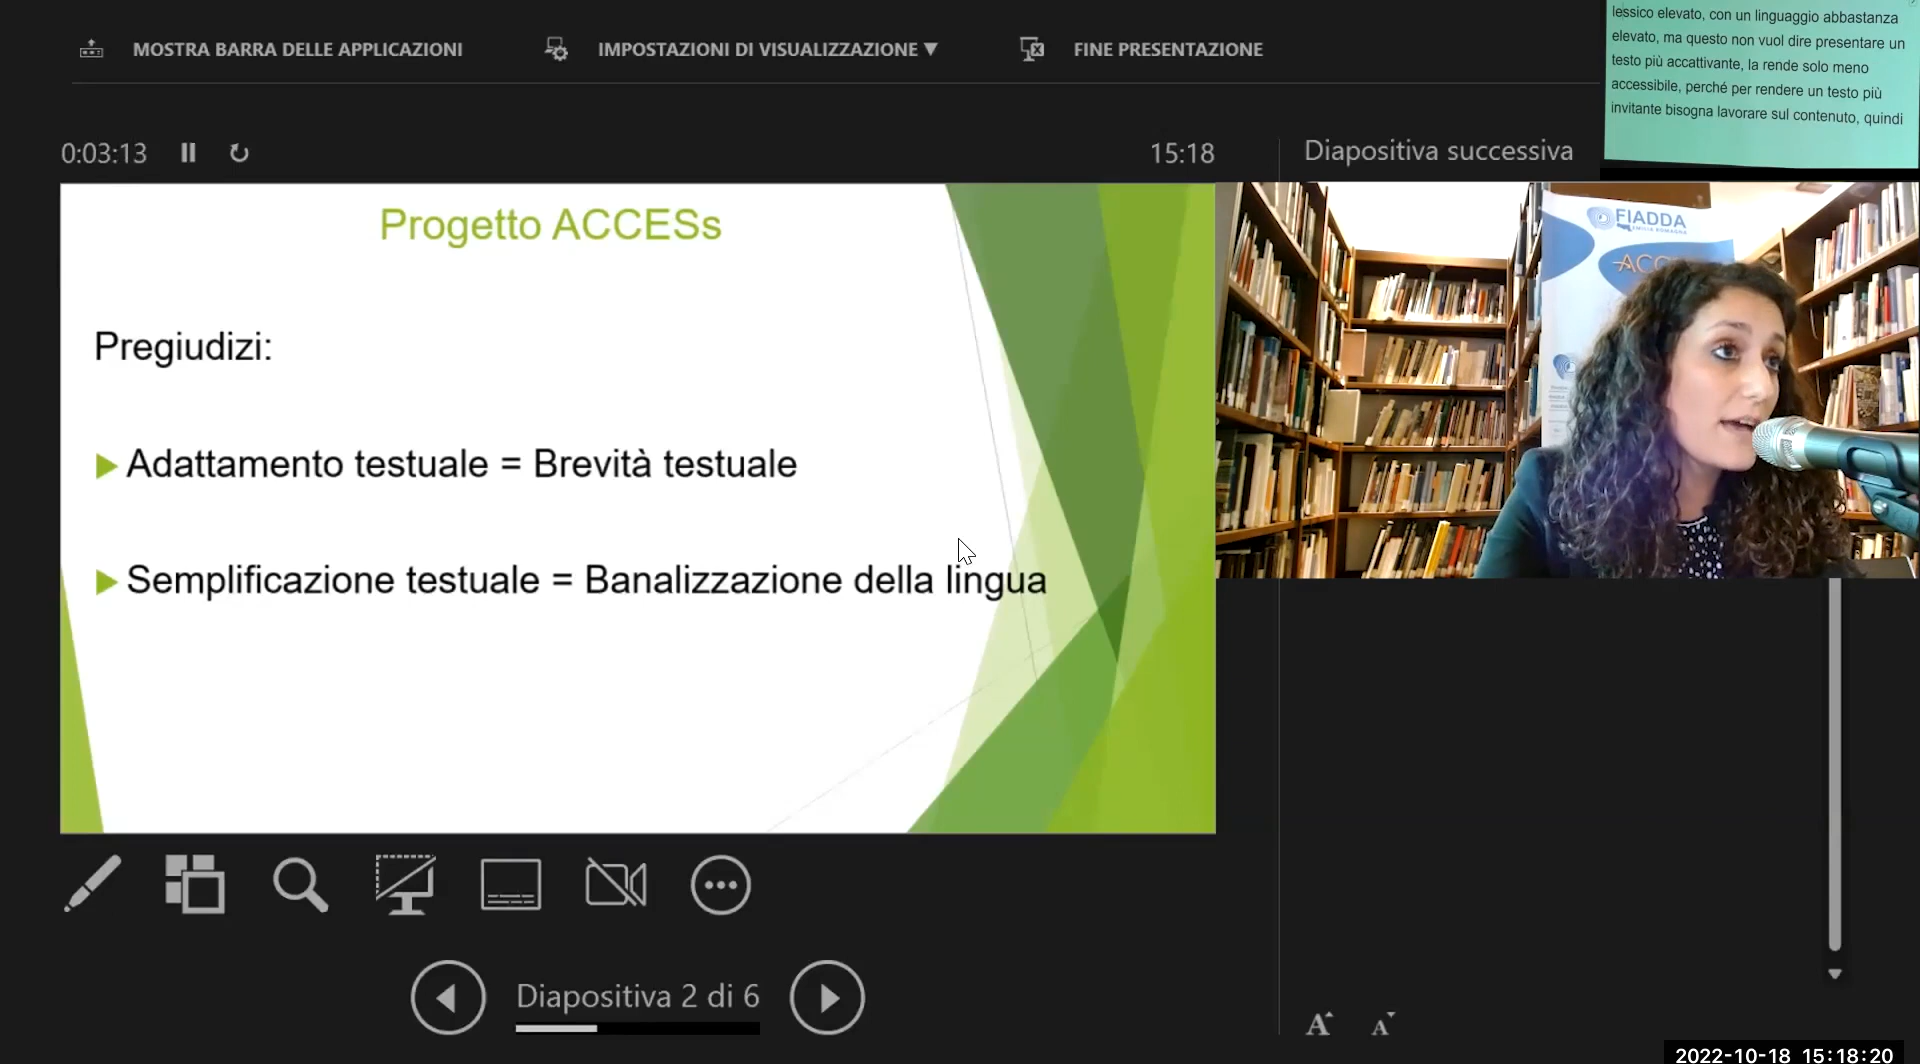 MOSTRA BARRA DELLE APPLICAZIONI
IMPOSTAZIONI DI VISUALIZZAZIONE
FINE PRESENTAZIONE
lessico elevato, con un linguaggio abbastanza
elevato, ma questo non vuol dire presentare un
testo più accattivante, la rende solo meno
accessibile, perché per rendere un testo più
invitante bisogna lavorare sul contenuto, quindi
0:03:13
15:18
Diapositiva successiva
Progetto ACCESs
Pregiudizi:
Adattamento testuale = Brevità testuale
Semplificazione testuale = Banalizzazione della lingua
FIADDA
EMILIA ROMAGNA
Diapositiva 2 di 6
A A
2022-10-18 15:18:20